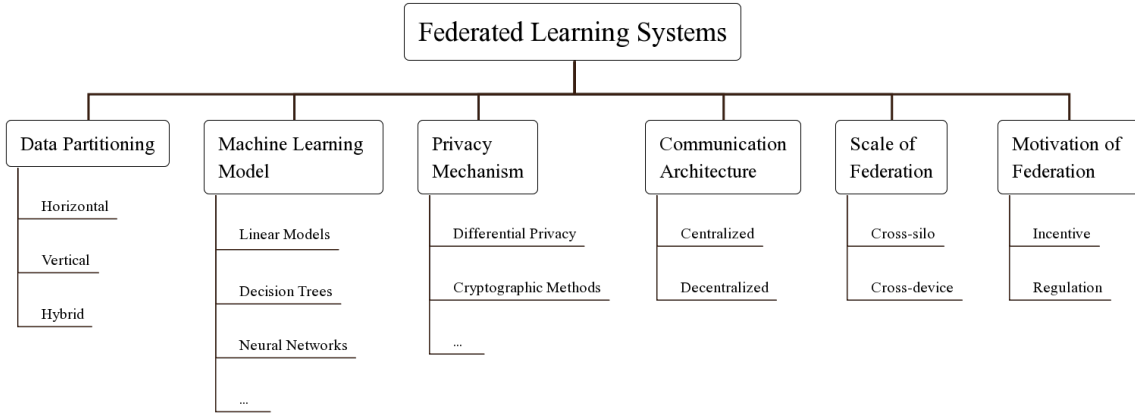 Federated Learning Systems
Data Partitioning
Horizontal
Vertical
Hybrid
Machine Learning
Model
Linear Models
Decision Trees
Neural Networks
...
Privacy
Mechanism
Differential Privacy
Cryptographic Methods
...
Communication
Architecture
Centralized
Decentralized
Scale of
Federation
Cross-silo
Cross-device
Motivation of
Federation
Incentive
Regulation